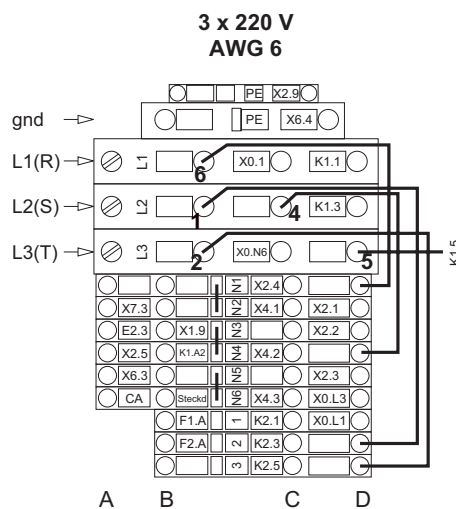 3 x 220 V
AWG 6
PE X2.9
gnd PE X6.4
L1(R) L1 6 X0.1 K1.1
L2(S) L2 1 4 K1.3
L3(T) L3 2 X0.N6 5 K1.5
N1 X2.4
X7.3 N2 X4.1 X2.1
E2.3 X1.9 N3 X2.2
X2.5 K1.A2 N4 X4.2
X6.3 N5 X2.3
CA Steckd N6 X4.3 X0.L3
F1.A 1 K2.1 X0.L1
F2.A 2 K2.3
3 K2.5
A B C D